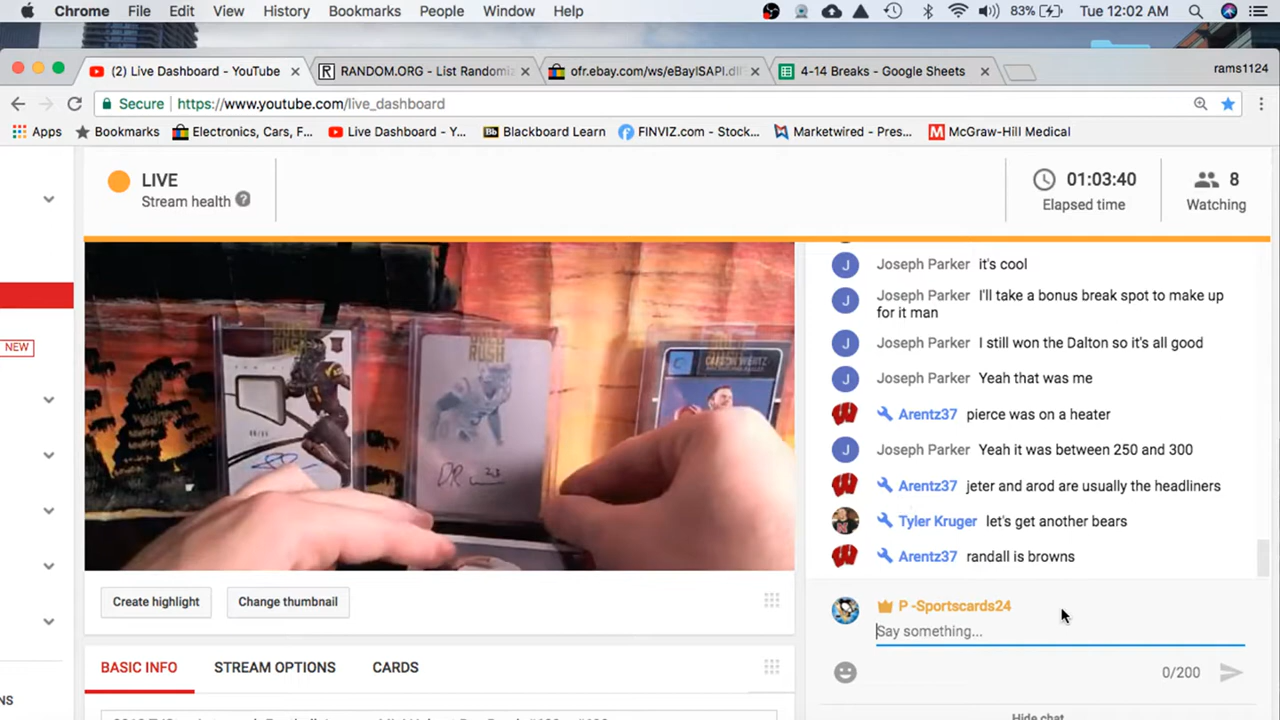 Chrome File Edit View History Bookmarks People Window Help 83% Tue 12:02 AM
(2) Live Dashboard - YouTube RANDOM.ORG - List Randomiz ofr.ebay.com/ws/eBayISAPI.dll 4-14 Breaks - Google Sheets rams1124
Secure https://www.youtube.com/live_dashboard
Apps Bookmarks Electronics, Cars, F... Live Dashboard - Y... Bb Blackboard Learn FINVIZ.com - Stock... Marketwired - Pres... M McGraw-Hill Medical
LIVE
Stream health ?
01:03:40
Elapsed time
8
Watching
NEW
RUSH
RUSH
CARSON WENTZ
Create highlight Change thumbnail
BASIC INFO STREAM OPTIONS CARDS
J Joseph Parker it's cool
J Joseph Parker I'll take a bonus break spot to make up
for it man
J Joseph Parker I still won the Dalton so it's all good
J Joseph Parker Yeah that was me
Arentz37 pierce was on a heater
J Joseph Parker Yeah it was between 250 and 300
Arentz37 jeter and arod are usually the headliners
Tyler Kruger let's get another bears
Arentz37 randall is browns
P -Sportscards24
Say something...
0/200
Hide chat